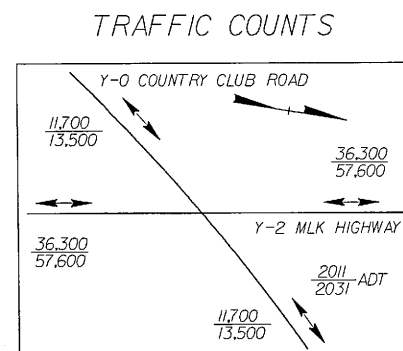 TRAFFIC COUNTS
Y-0 COUNTRY CLUB ROAD
11,700
13,500
36,300
57,600
Y-2 MLK HIGHWAY
36,300
57,600
2011
2031 ADT
11,700
13,500